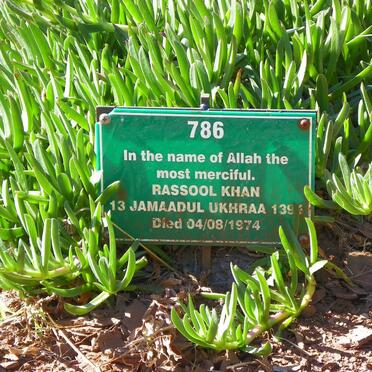 786
In the name of Allah the
most merciful.
RASSOOL KHAN
13 JAMAADUL UKHRAA
Died 04/08/1974